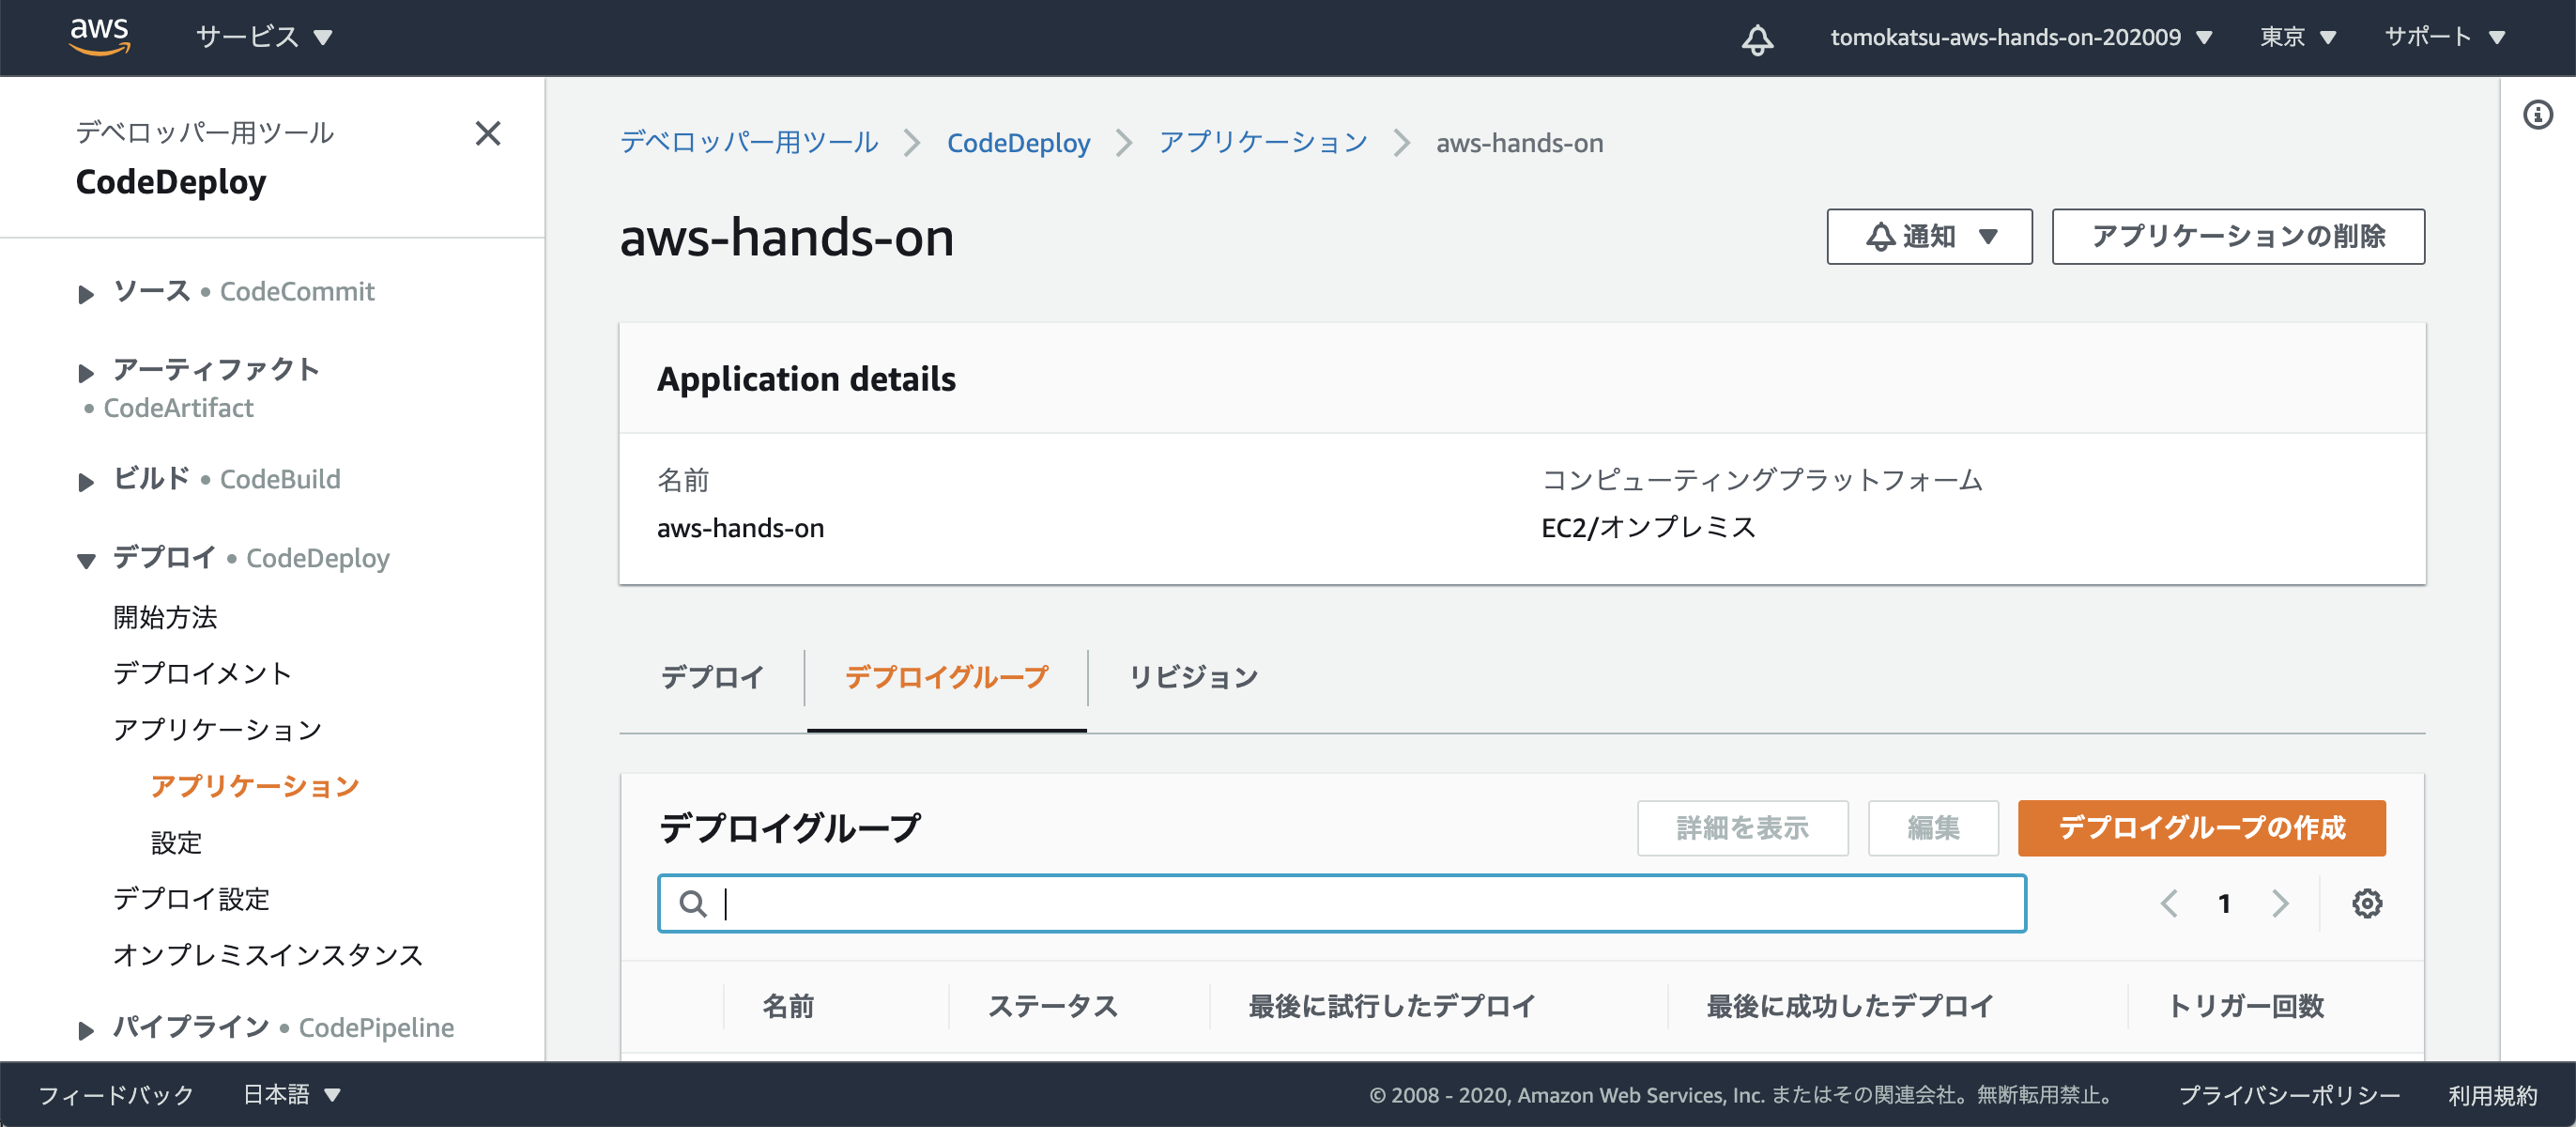 aws
サービス
tomokatsu-aws-hands-on-202009
東京
サポート
デベロッパー用ツール
CodeDeploy
ソース • CodeCommit
アーティファクト
• CodeArtifact
ビルド • CodeBuild
デプロイ • CodeDeploy
開始方法
デプロイメント
アプリケーション
アプリケーション
設定
デプロイ設定
オンプレミスインスタンス
パイプライン • CodePipeline
デベロッパー用ツール
CodeDeploy
アプリケーション
aws-hands-on
aws-hands-on
通知
アプリケーションの削除
Application details
名前
aws-hands-on
コンピューティングプラットフォーム
EC2/オンプレミス
デプロイ
デプロイグループ
リビジョン
デプロイグループ
詳細を表示
編集
デプロイグループの作成
1
名前
ステータス
最後に試行したデプロイ
最後に成功したデプロイ
トリガー回数
フィードバック
日本語
© 2008 - 2020, Amazon Web Services, Inc. またはその関連会社。無断転用禁止。
プライバシーポリシー
利用規約